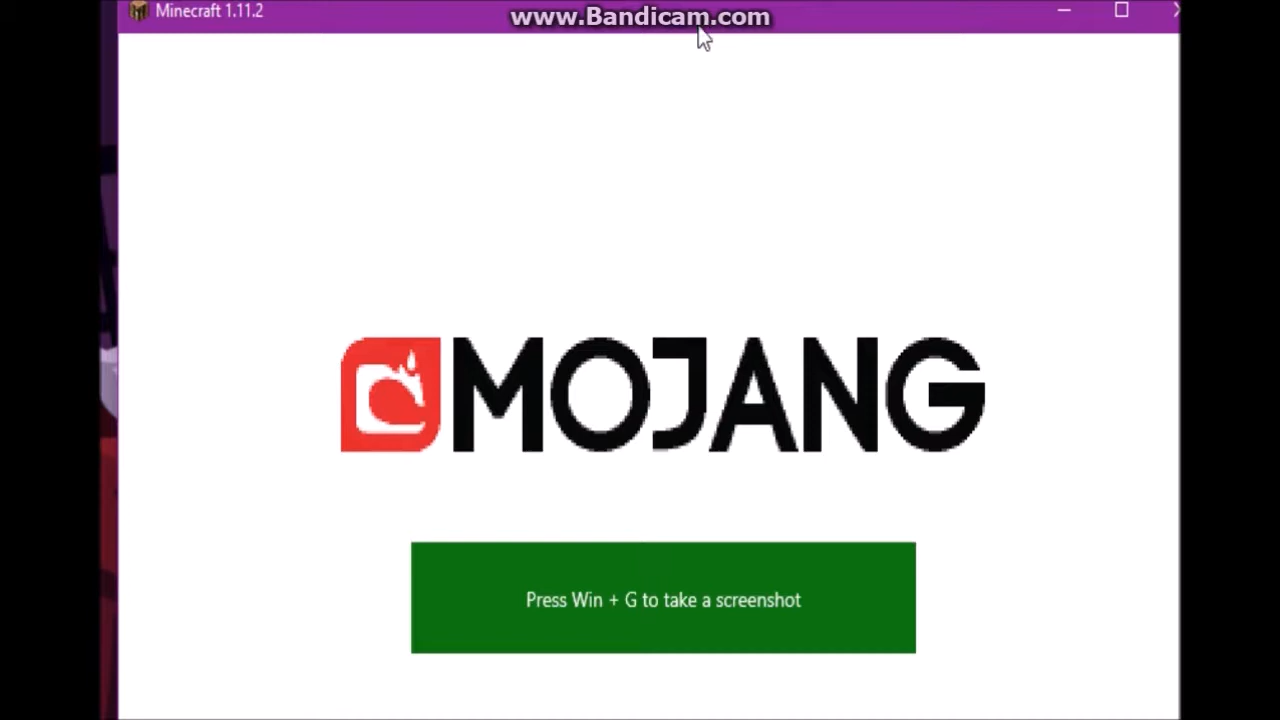 Minecraft 1.11.2
www.Bandicam.com
MOJANG
Press Win + G to take a screenshot